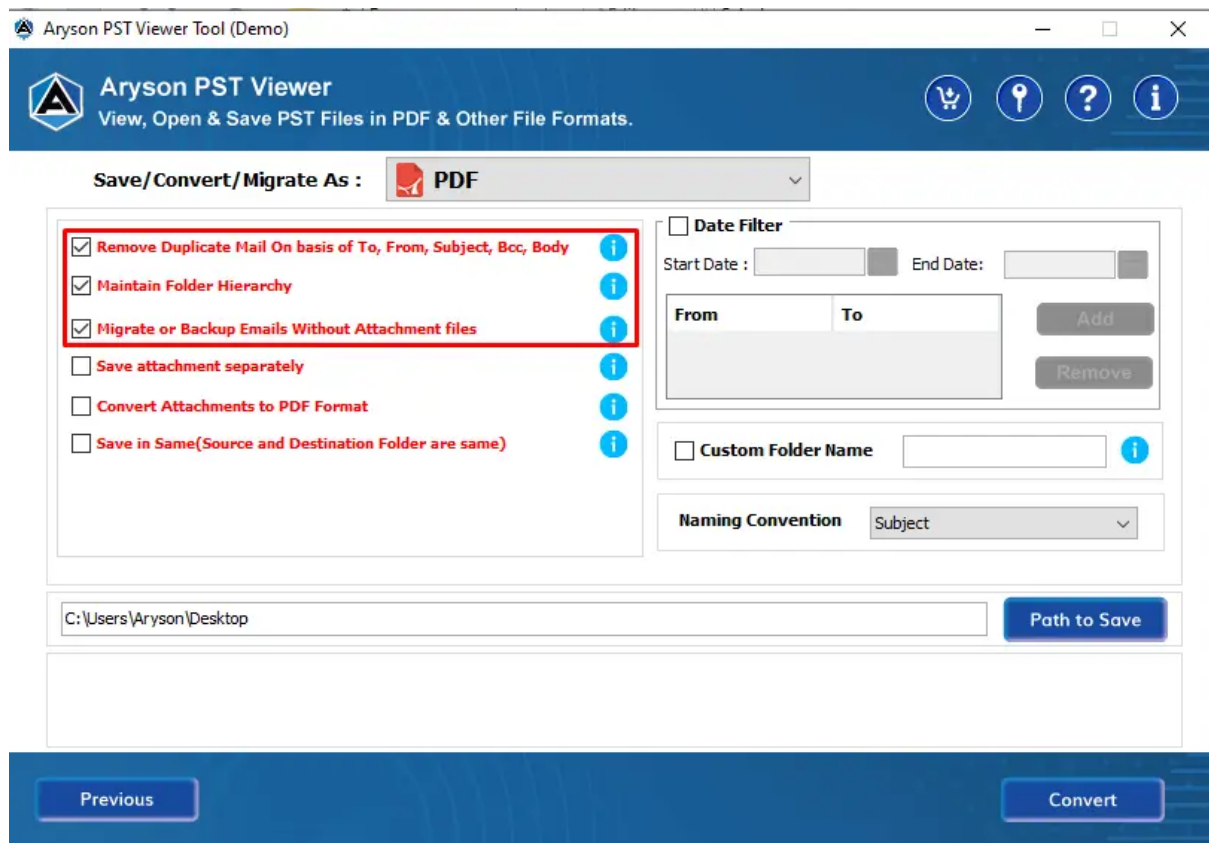 Aryson PST Viewer Tool (Demo)
Aryson PST Viewer
View, Open & Save PST Files in PDF & Other File Formats.
Save/Convert/Migrate As : PDF
Remove Duplicate Mail On basis of To, From, Subject, Bcc, Body
Maintain Folder Hierarchy
Migrate or Backup Emails Without Attachment files
Save attachment separately
Convert Attachments to PDF Format
Save in Same(Source and Destination Folder are same)
Date Filter
Start Date : End Date:
From To
Add
Remove
Custom Folder Name
Naming Convention Subject
C:\Users\Aryson\Desktop Path to Save
Previous Convert